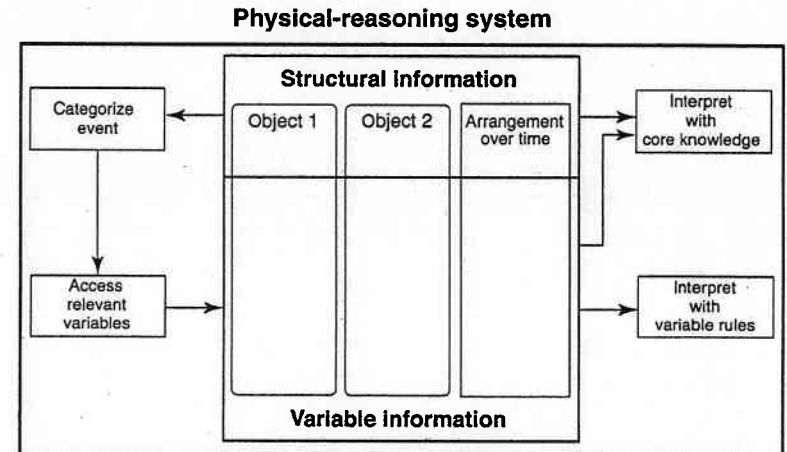 Physical-reasoning system
Structural information
Categorize
event
Object 1
Object 2
Arrangement
over time
Interpret
with
core knowledge
Access
relevant
variables
Interpret
with
variable rules
Variable information